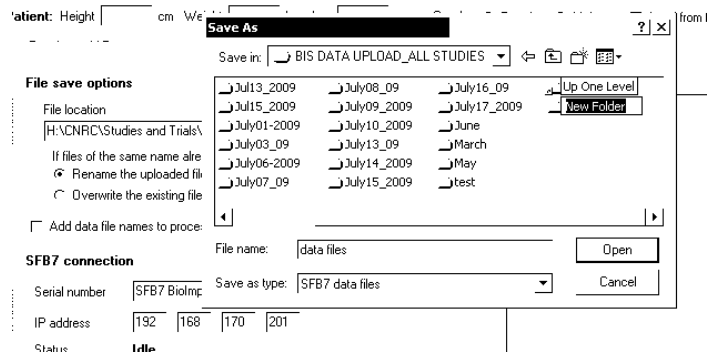 'atient: Height cm We
from
Save As
Save in: BIS DATA UPLOAD_ALL STUDIES
Jul13_2009 July08_09 July16_09 Up One Level
Jul15_2009 July09_2009 July17_2009 New Folder
July01-2009 July10_2009 June
July03_09 July13_09 March
July06-2009 July14_2009 May
July07_09 July15_2009 test
File name: data files Open
Save as type: SFB7 data files Cancel
File save options
File location
H:\CNRC\Studies and Trials\
If files of the same name alre
Rename the uploaded fil
Overwrite the existing file
Add data file names to proce
SFB7 connection
Serial number SFB7 BioImp
IP address 192 168 170 201
Status Idle